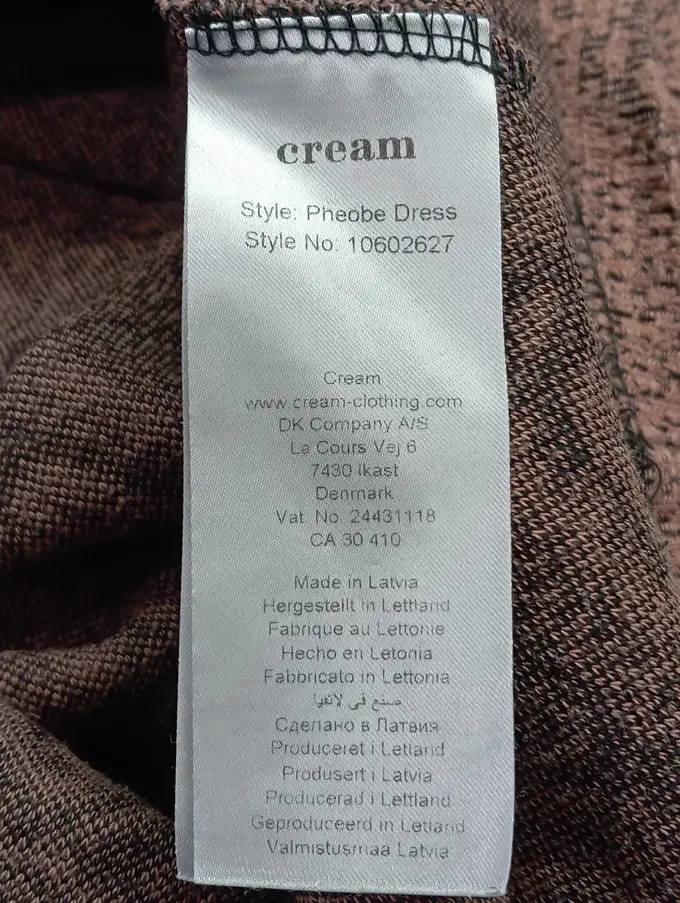 cream
Style: Pheobe Dress
Style No: 10602627
Cream
www.cream-clothing.com
DK Company A/S
La Cours Vej 6
7430 Ikast
Denmark
Vat. No. 24431118
CA 30 410
Made in Latvia
Hergestellt in Lettland
Fabrique au Lettonie
Hecho en Letonia
Fabbricato in Lettonia
صنع في لاتفيا
Сделано в Латвия
Produceret i Letland
Produsert i Latvia
Producerad i Lettland
Geproduceerd in Letland
Valmistusmaa Latvia